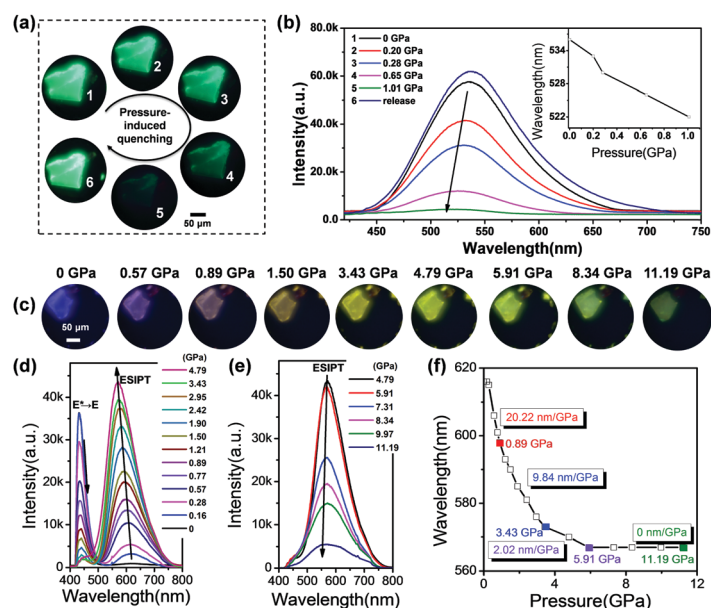 (a)
1
2
3
4
5
6
Pressure-
induced
quenching
50 μm
(b)
80.0k
60.0k
40.0k
20.0k
0.0
Intensity(a.u.)
1 0 GPa
2 0.20 GPa
3 0.28 GPa
4 0.65 GPa
5 1.01 GPa
6 release
450 500 550 600 650 700 750
Wavelength(nm)
534
528
522
Wavelength(nm)
0.0 0.2 0.4 0.6 0.8 1.0
Pressure(GPa)
0 GPa 0.57 GPa 0.89 GPa 1.50 GPa 3.43 GPa 4.79 GPa 5.91 GPa 8.34 GPa 11.19 GPa
(c)
50 μm
(d)
40k
30k
20k
10k
0
Intensity(a.u.)
E*→E
ESIPT
(GPa)
4.79
3.43
2.95
2.42
1.90
1.50
1.21
0.89
0.77
0.57
0.28
0.16
0
400 500 600 700 800
Wavelength(nm)
(e)
40k
30k
20k
10k
0
Intensity(a.u.)
ESIPT
(GPa)
4.79
5.91
7.31
8.34
9.97
11.19
400 500 600 700 800
Wavelength(nm)
(f)
620
600
580
560
Wavelength(nm)
20.22 nm/GPa
0.89 GPa
9.84 nm/GPa
3.43 GPa
2.02 nm/GPa
5.91 GPa
0 nm/GPa
11.19 GPa
0 2 4 6 8 10 12
Pressure(GPa)